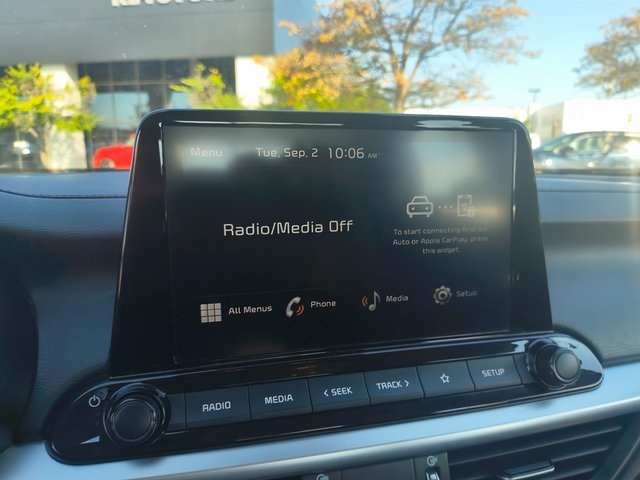 Menu
Tue, Sep. 2 10:06 AM
Radio/Media Off
To start connecting Android
Auto or Apple CarPlay, press
this widget.
All Menus
Phone
Media
Setup
RADIO
MEDIA
< SEEK
TRACK >
SETUP